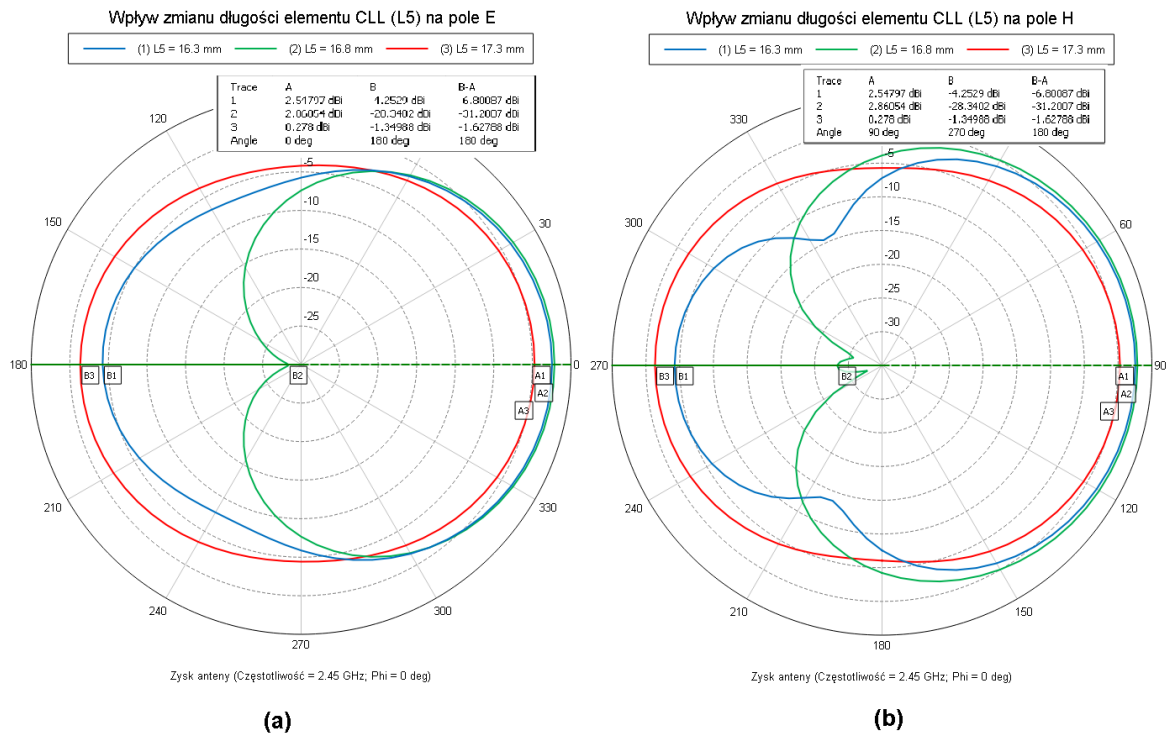 Wpływ zmianu długości elementu CLL (L5) na pole E
(1) L5 = 16.3 mm (2) L5 = 16.8 mm (3) L5 = 17.3 mm
Trace A B B-A
1 2.54797 dBi -4.2529 dBi -6.80087 dBi
2 -31.2007 dBi
3 0.278 dBi -1.34988 dBi -1.62788 dBi
Angle 0 deg 180 deg 180 deg
120
-5
-10
150
30
-15
-20
-25
180
B3 B1 B2 A1
0
A2
A3
210
330
240
300
270
Zysk anteny (Częstotliwość = 2.45 GHz; Phi = 0 deg)
(a)
Wpływ zmianu długości elementu CLL (L5) na pole H
(1) L5 = 16.3 mm (2) L5 = 16.8 mm (3) L5 = 17.3 mm
Trace A B B-A
1 2.54797 dBi -4.2529 dBi -6.80087 dBi
2 2.86054 dBi -28.3402 dBi -31.2007 dBi
3 0.278 dBi -1.34988 dBi -1.62788 dBi
Angle 90 deg 270 deg 180 deg
330
-5
-10
300
60
-15
-20
-25
-30
270
B3 B1 B2 A1
90
A2
A3
240
120
210
150
180
Zysk anteny (Częstotliwość = 2.45 GHz; Phi = 0 deg)
(b)